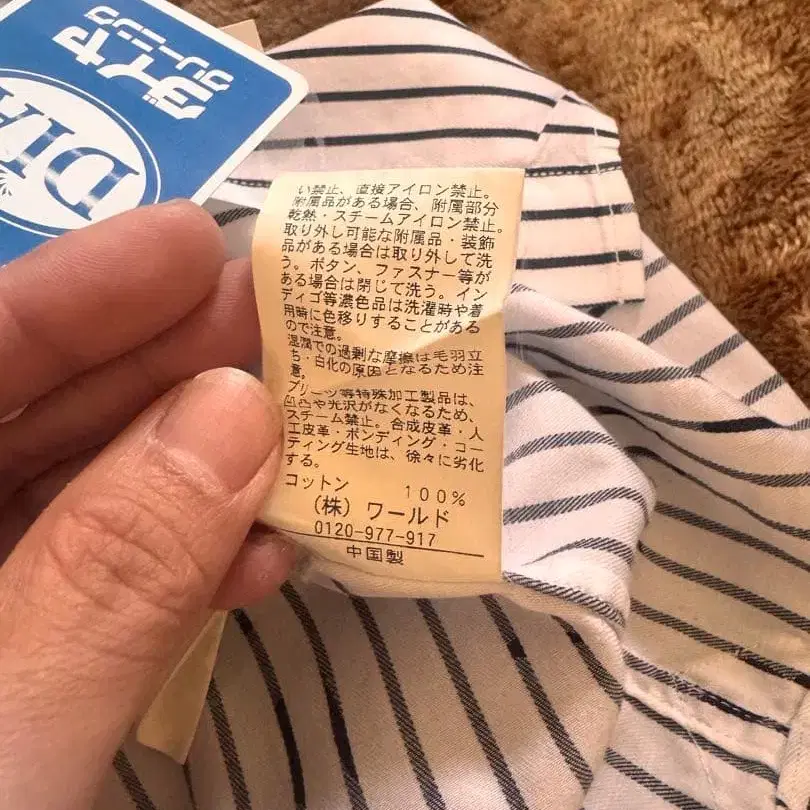 ダイヤ
クリーニング
DIA
い禁止、直接アイロン禁止。
附属品がある場合、附属部分
乾熱・スチームアイロン禁止。
取り外し可能な附属品・装飾
品がある場合は取り外して洗
う。ボタン、ファスナー等が
ある場合は閉じて洗う。イン
ディゴ等濃色品は洗濯時や着
用時に色移りすることがある
ので注意。
湿潤での過剰な摩擦は毛羽立
ち・白化の原因となるため注
意。
プリーツ等特殊加工製品は、
凹凸や光沢がなくなるため、
スチーム禁止。合成皮革・人
工皮革・ボンディング・コー
ティング生地は、徐々に劣化
する。
コットン 100%
(株) ワールド
0120-977-917
中国製